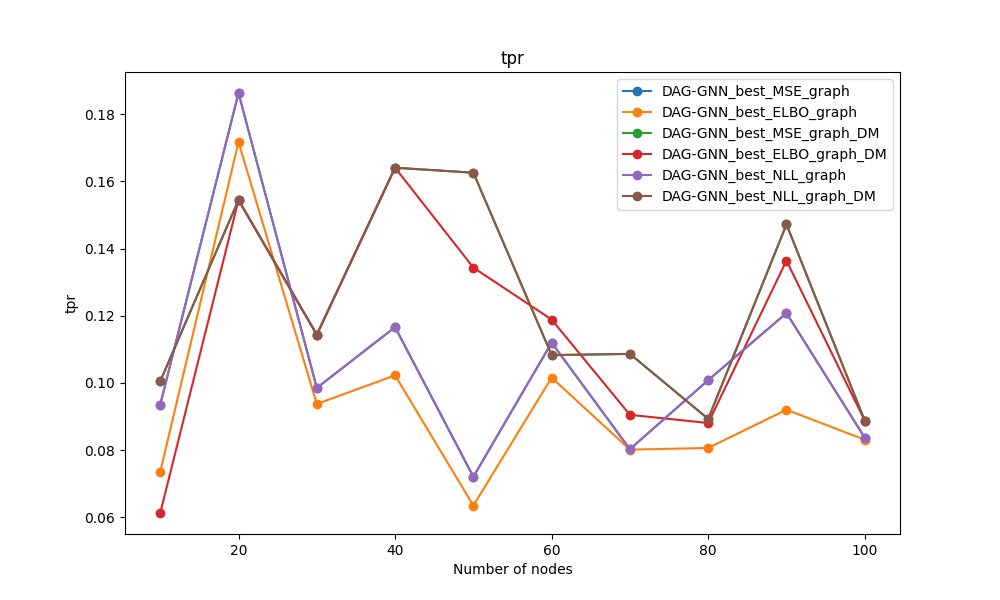 tpr
DAG-GNN_best_MSE_graph
DAG-GNN_best_ELBO_graph
DAG-GNN_best_MSE_graph_DM
DAG-GNN_best_ELBO_graph_DM
DAG-GNN_best_NLL_graph
DAG-GNN_best_NLL_graph_DM
0.18
0.16
0.14
0.12
0.10
0.08
0.06
tpr
20
40
60
80
100
Number of nodes